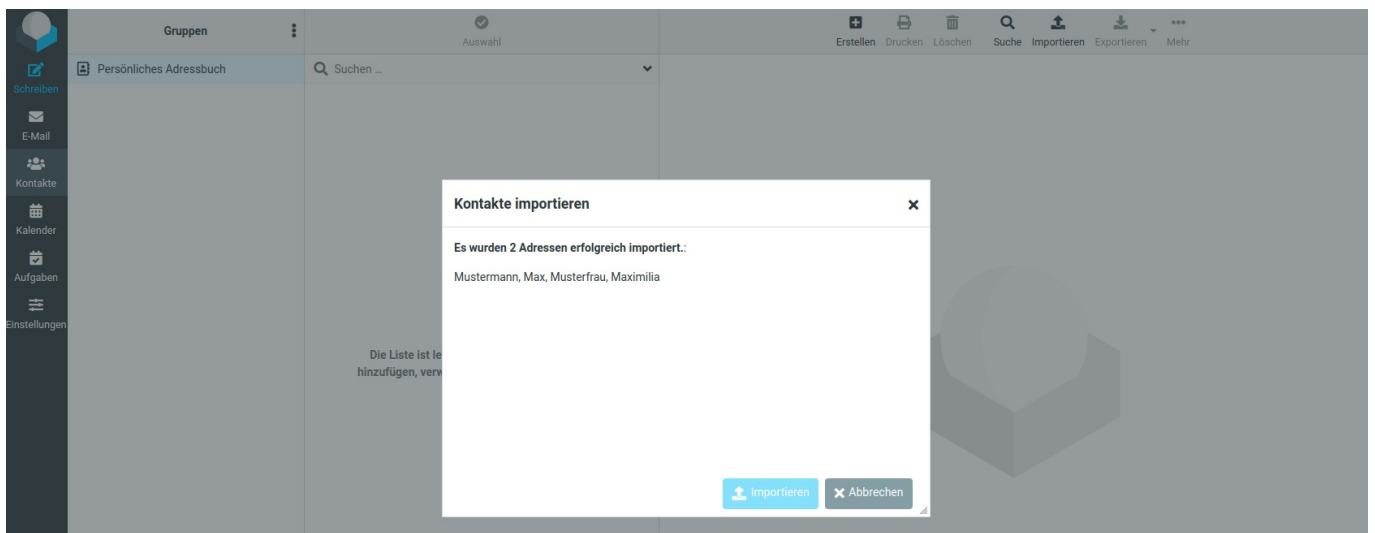 Gruppen
Auswahl
Erstellen Drucken Löschen Suche Importieren Exportieren Mehr
Schreiben
Persönliches Adressbuch
Suchen ...
E-Mail
Kontakte
Kalender
Aufgaben
Einstellungen
Die Liste ist le
hinzufügen, verw
Kontakte importieren
Es wurden 2 Adressen erfolgreich importiert.:
Mustermann, Max, Musterfrau, Maximilia
Importieren
Abbrechen